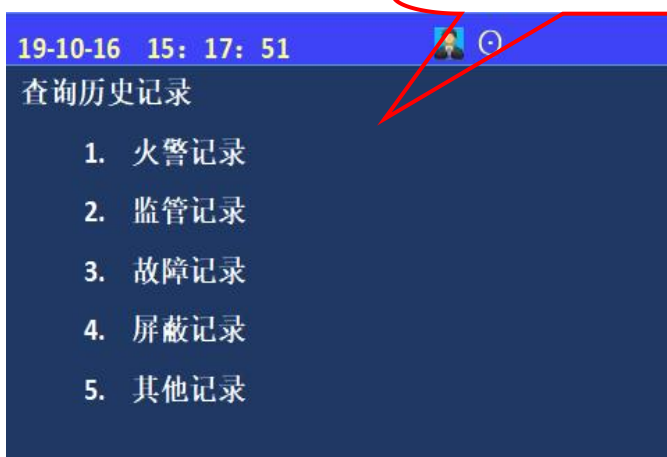 19-10-16 15: 17: 51
查询历史记录
1. 火警记录
2. 监管记录
3. 故障记录
4. 屏蔽记录
5. 其他记录